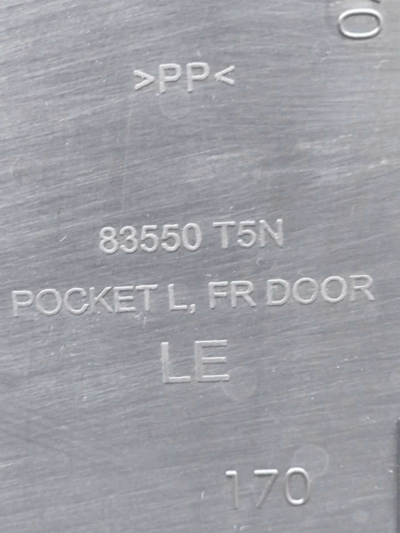 >PP<
83550 T5N
POCKET L, FR DOOR
LE
170